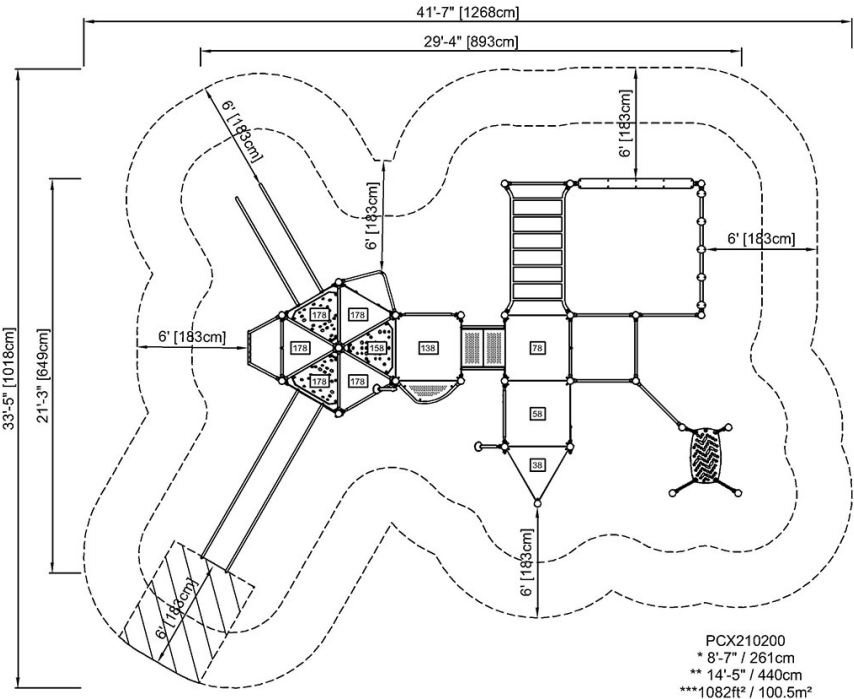 41'-7" [1268cm]
29'-4" [893cm]
6' [183cm]
6' [183cm]
6' [183cm]
6' [183cm]
6' [183cm]
33'-5" [1018cm]
21'-3" [649cm]
178
178
178
158
138
78
178
178
58
38
6' [183cm]
6' [183cm]
PCX210200
* 8'-7" / 261cm
** 14'-5" / 440cm
***1082ft² / 100.5m²